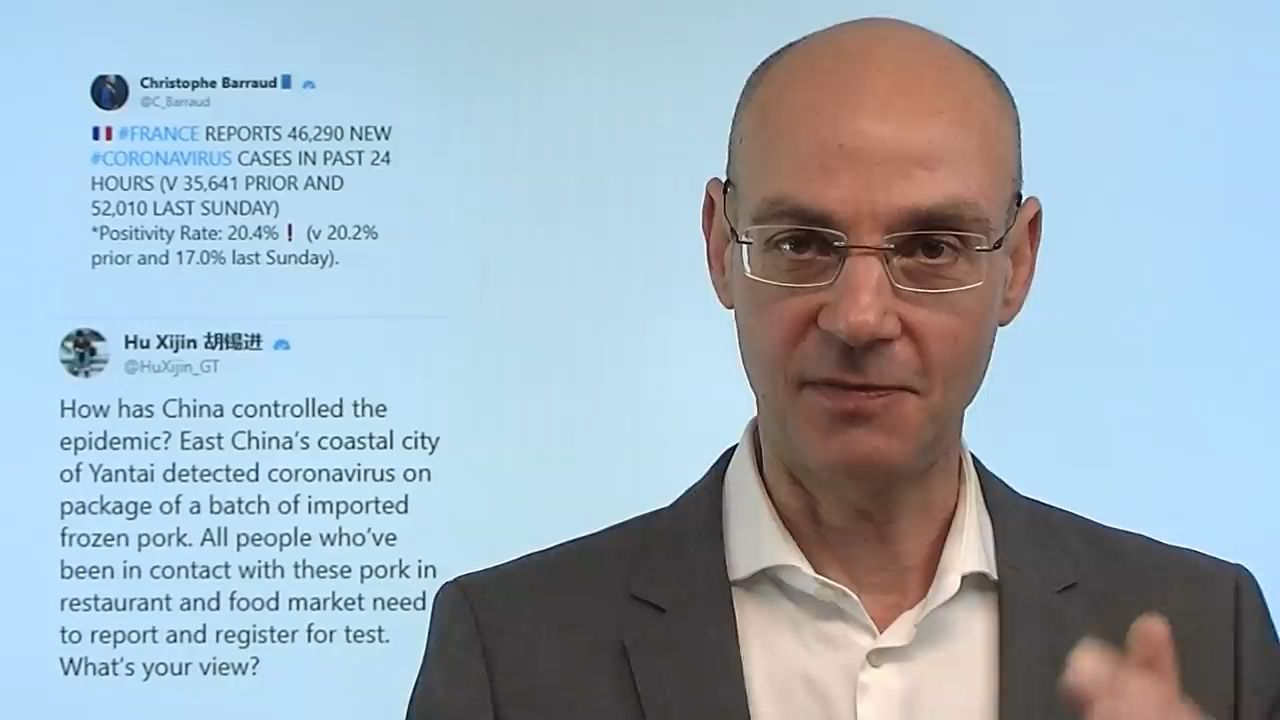 Christophe Barraud
@C_Barraud
#FRANCE REPORTS 46,290 NEW
#CORONAVIRUS CASES IN PAST 24
HOURS (V 35,641 PRIOR AND
52,010 LAST SUNDAY)
*Positivity Rate: 20.4%❗ (v 20.2%
prior and 17.0% last Sunday).
Hu Xijin 胡锡进
@HuXijin_GT
How has China controlled the
epidemic? East China's coastal city
of Yantai detected coronavirus on
package of a batch of imported
frozen pork. All people who've
been in contact with these pork in
restaurant and food market need
to report and register for test.
What's your view?